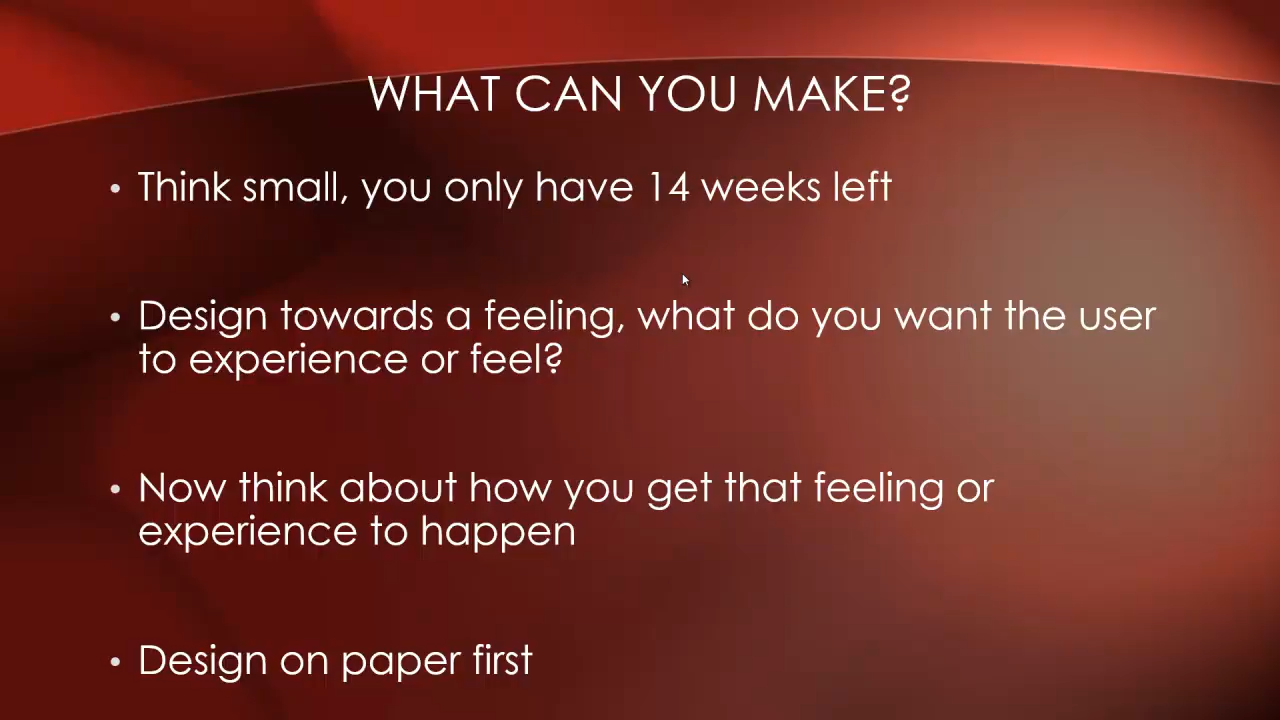 WHAT CAN YOU MAKE?
• Think small, you only have 14 weeks left
• Design towards a feeling, what do you want the user
to experience or feel?
• Now think about how you get that feeling or
experience to happen
• Design on paper first